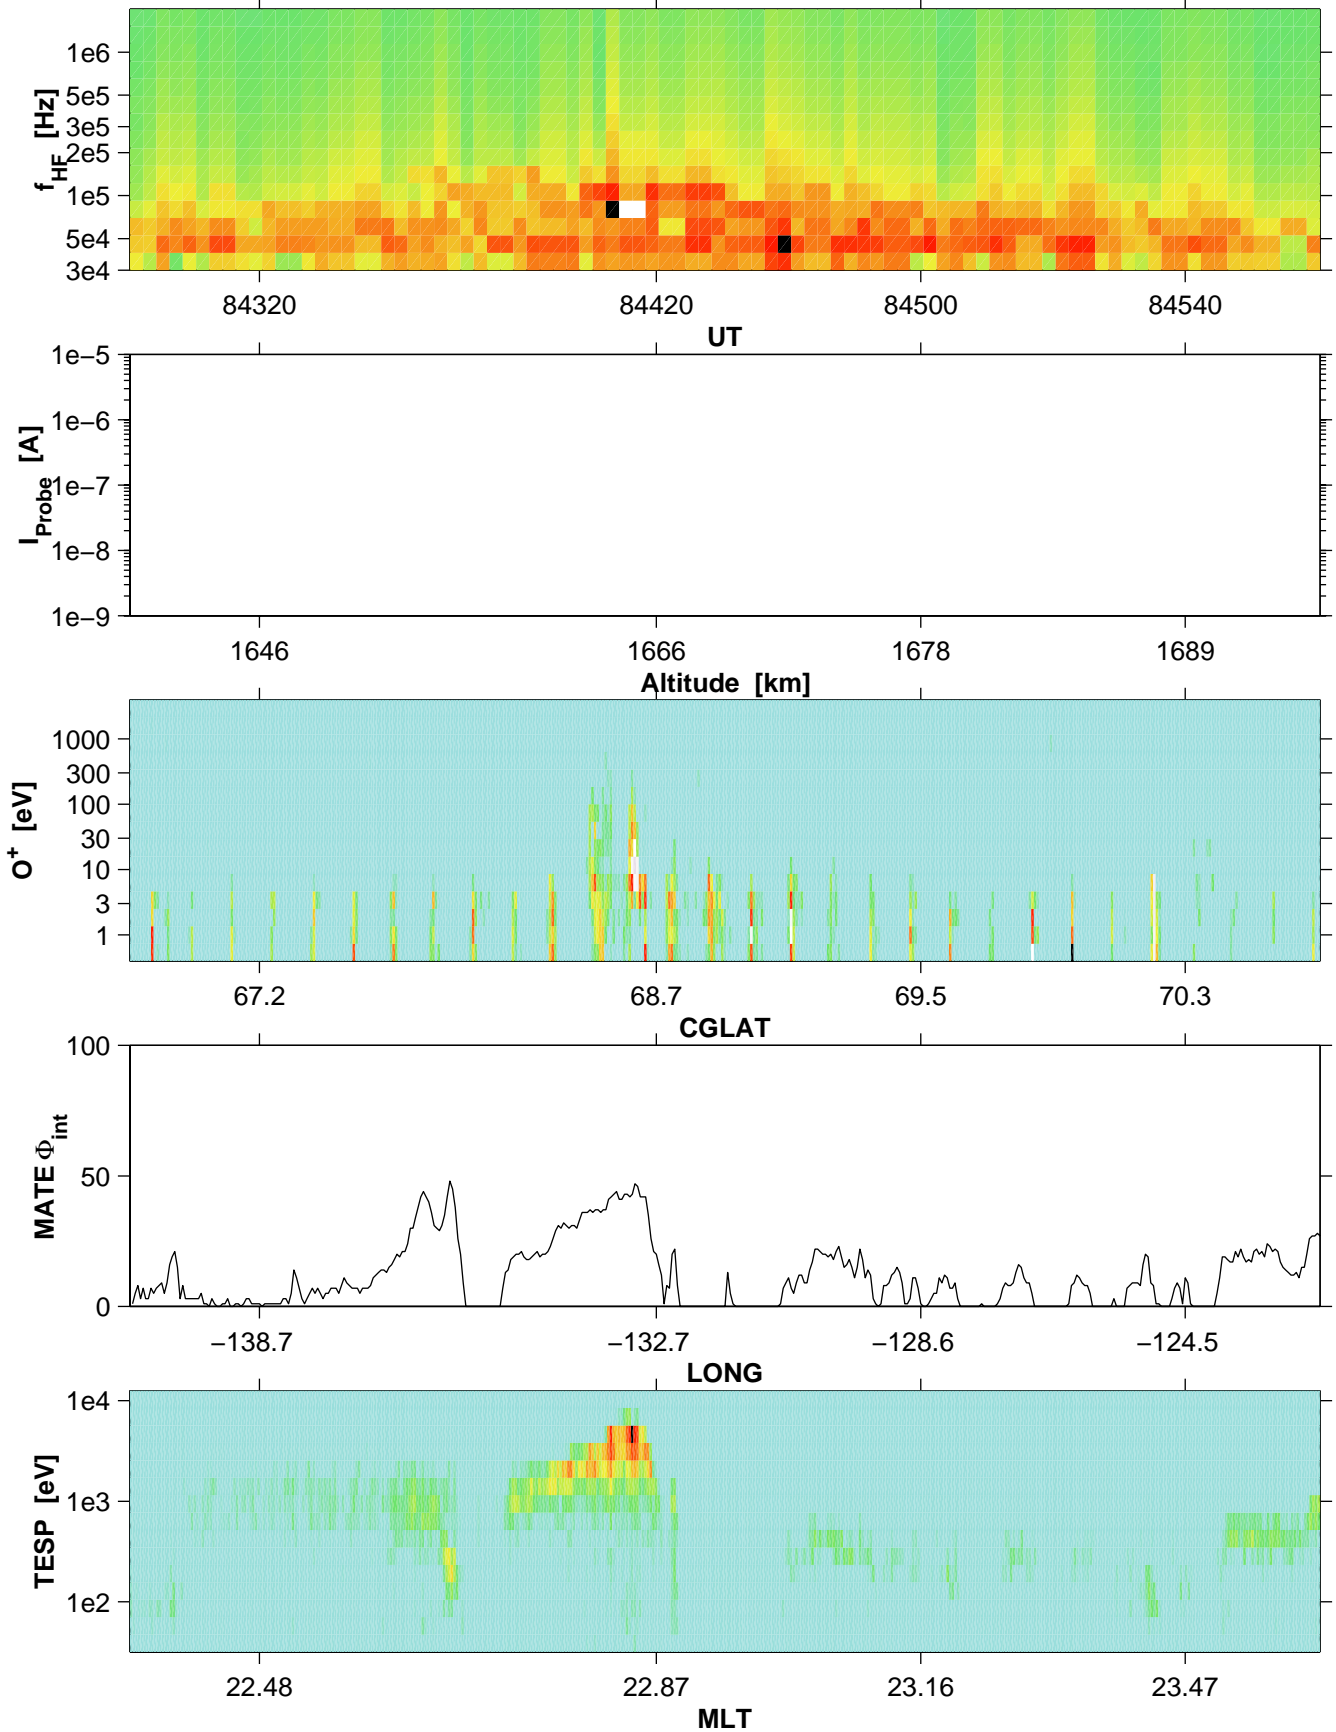 f_HF [Hz]
1e6
5e5
3e5
2e5
1e5
5e4
3e4
84320 84420 84500 84540
UT
I_Probe [A]
1e−5
1e−6
1e−7
1e−8
1e−9
1646 1666 1678 1689
Altitude [km]
O⁺ [eV]
1000
300
100
30
10
3
1
67.2 68.7 69.5 70.3
CGLAT
MATE Φ_int
100
50
0
−138.7 −132.7 −128.6 −124.5
LONG
TESP [eV]
1e4
1e3
1e2
22.48 22.87 23.16 23.47
MLT